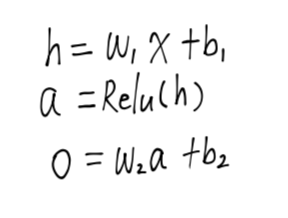 h = W₁ x + b₁
a = Relu(h)
o = W₂a + b₂